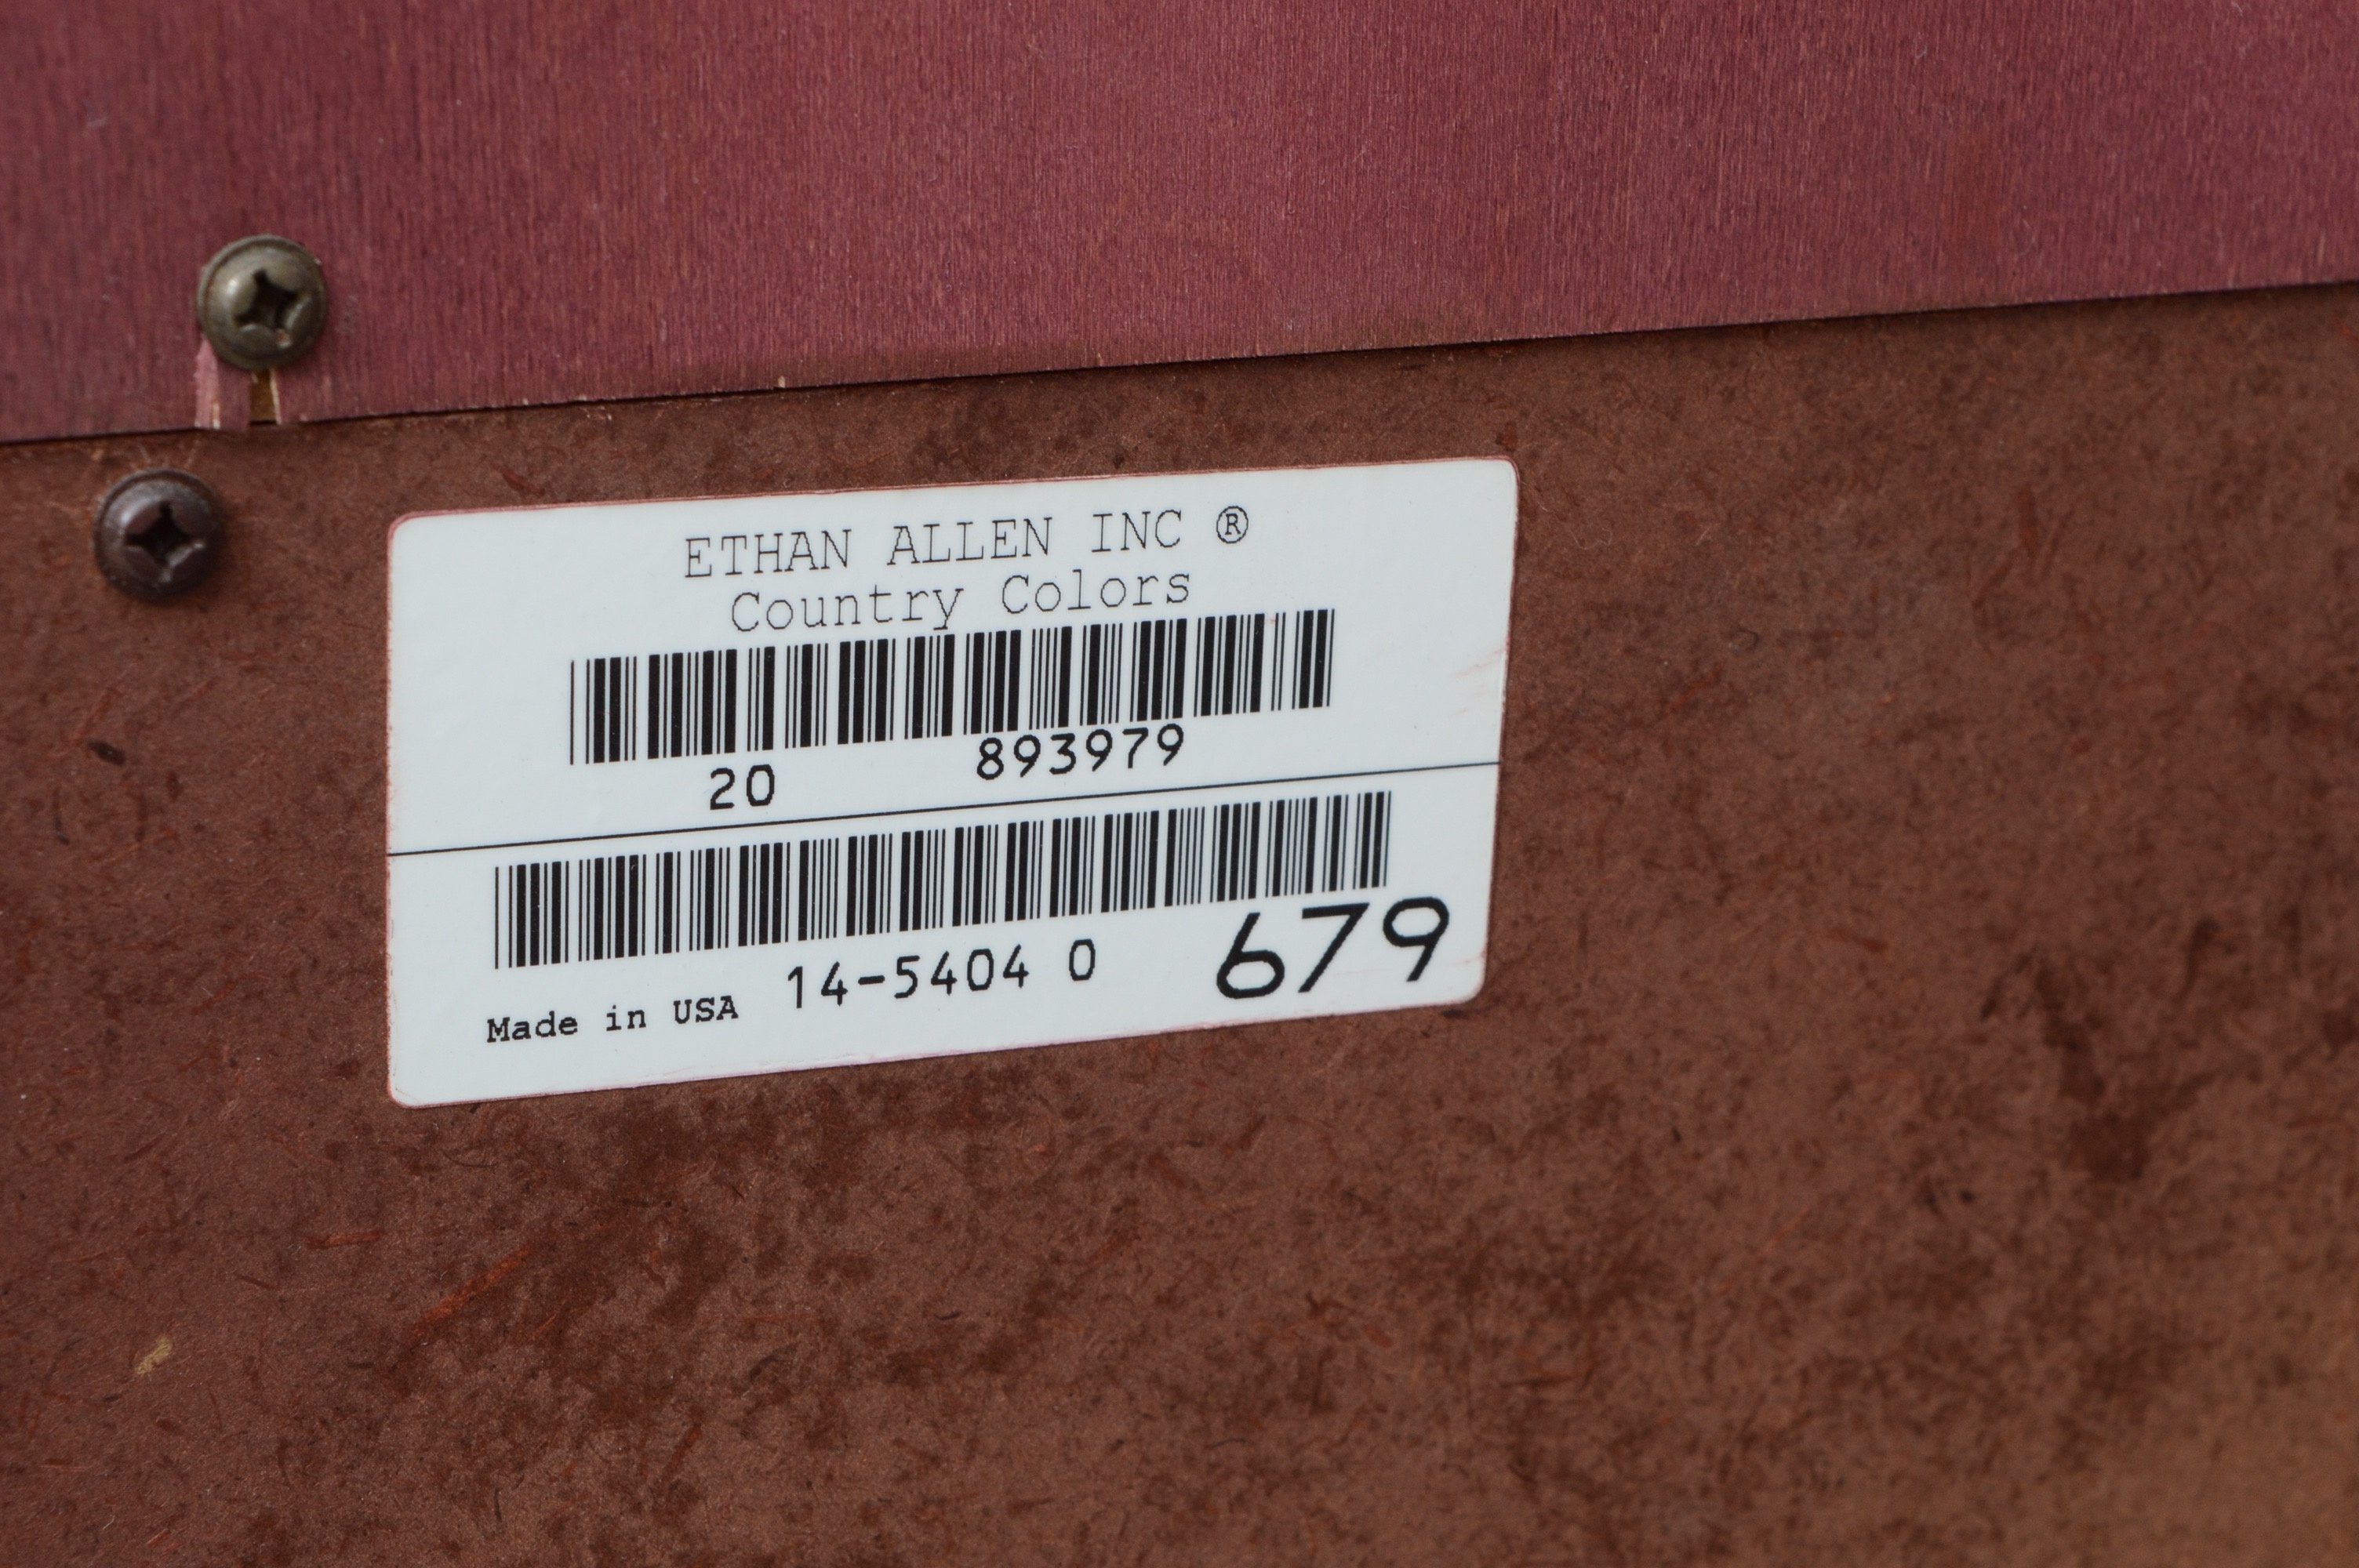 ETHAN ALLEN INC ®
Country Colors
20 893979
Made in USA 14-5404 0 679